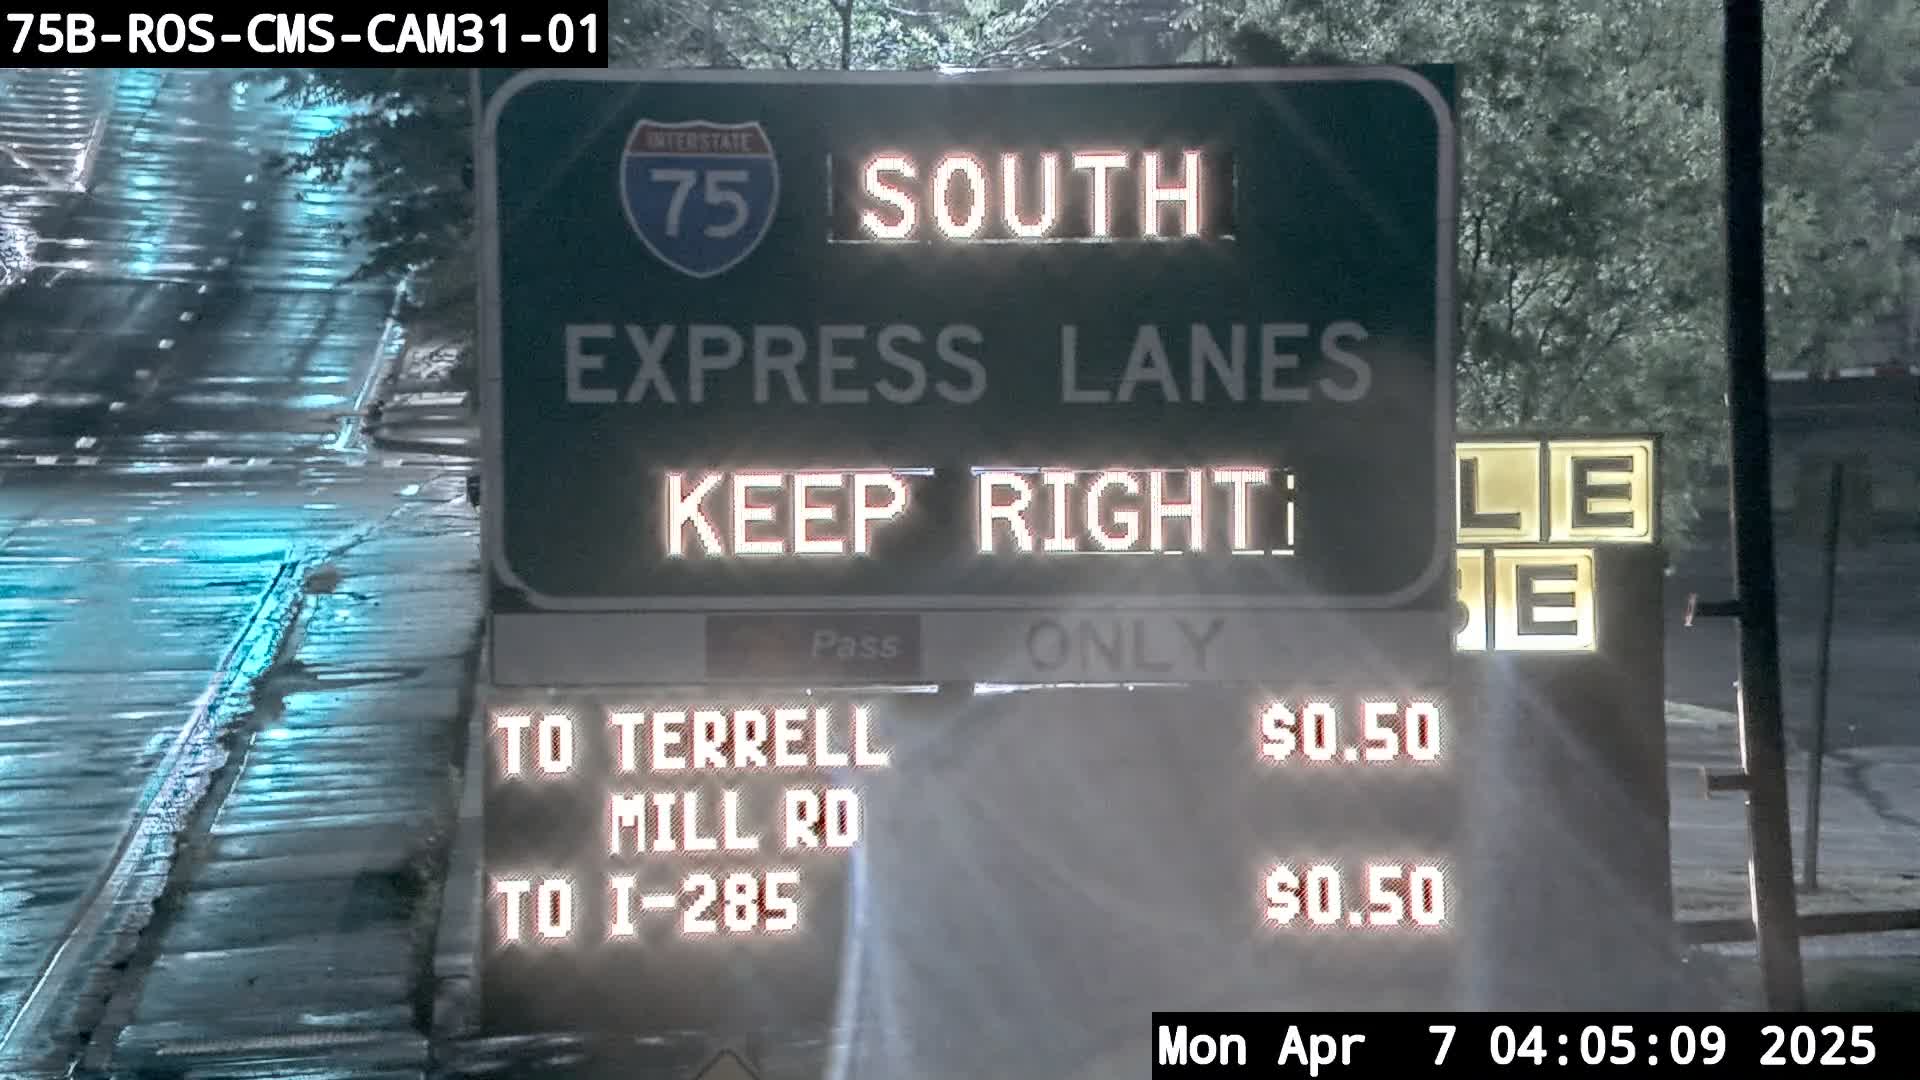 75B-ROS-CMS-CAM31-01
INTERSTATE
75
SOUTH
EXPRESS LANES
KEEP RIGHT
LE
E
Pass ONLY
TO TERRELL $0.50
MILL RD
TO I-285 $0.50
Mon Apr 7 04:05:09 2025